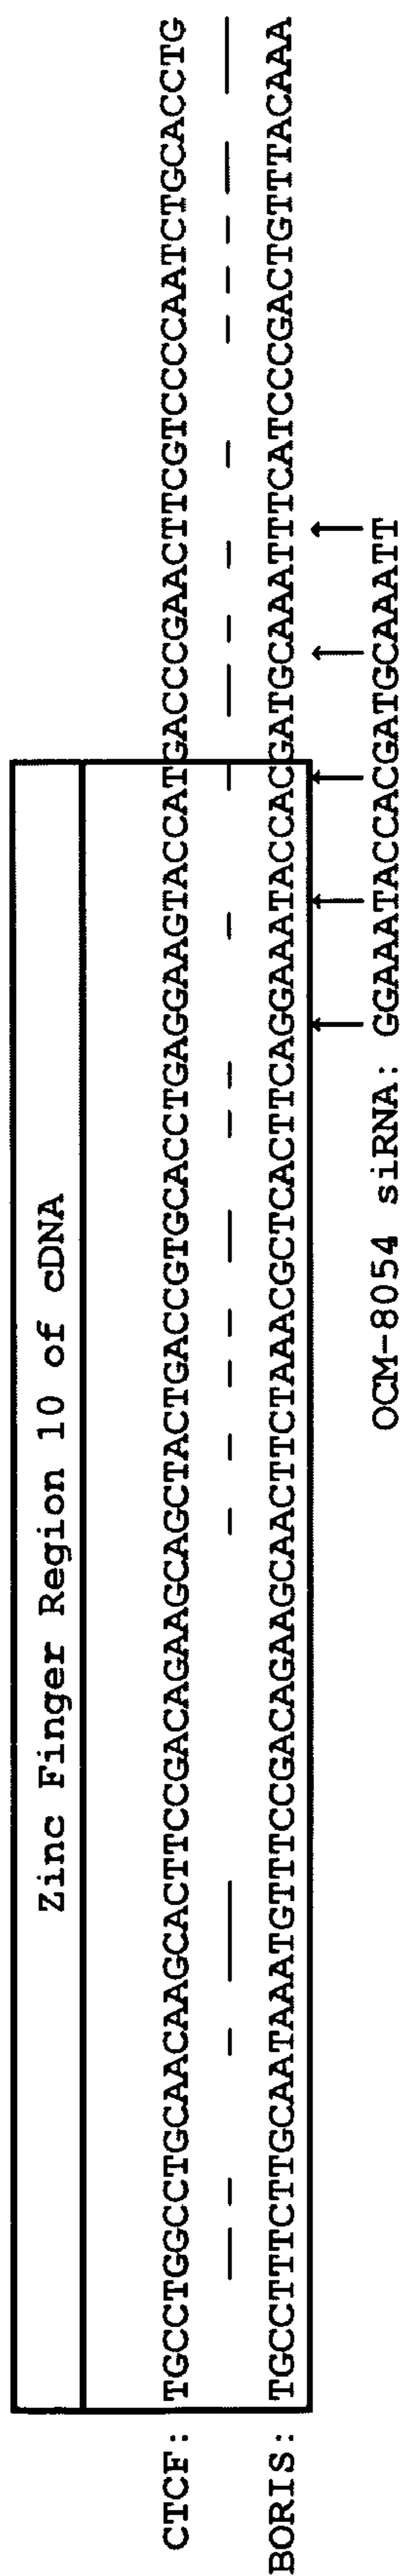 Zinc Finger Region 10 of cDNA
CTCF: TGCCTGGCCTGCAACAAGCACTTCCGACAGAAGCAGCTACTGACCGTGCACCTGAGGAAGTACCATGACCCGAACTTCGTCCCCAATCTGCACCTG
BORIS: TGCCTTTCTTGCAATAAATGTTTCCGACAGAAGCAACTTCTAAACGCTCACTTCAGGAAATACCACGATGCAAATTTCATCCCGACTGTTTACAAA
OCM-8054 siRNA: GGAAATACCACGATGCAAATT